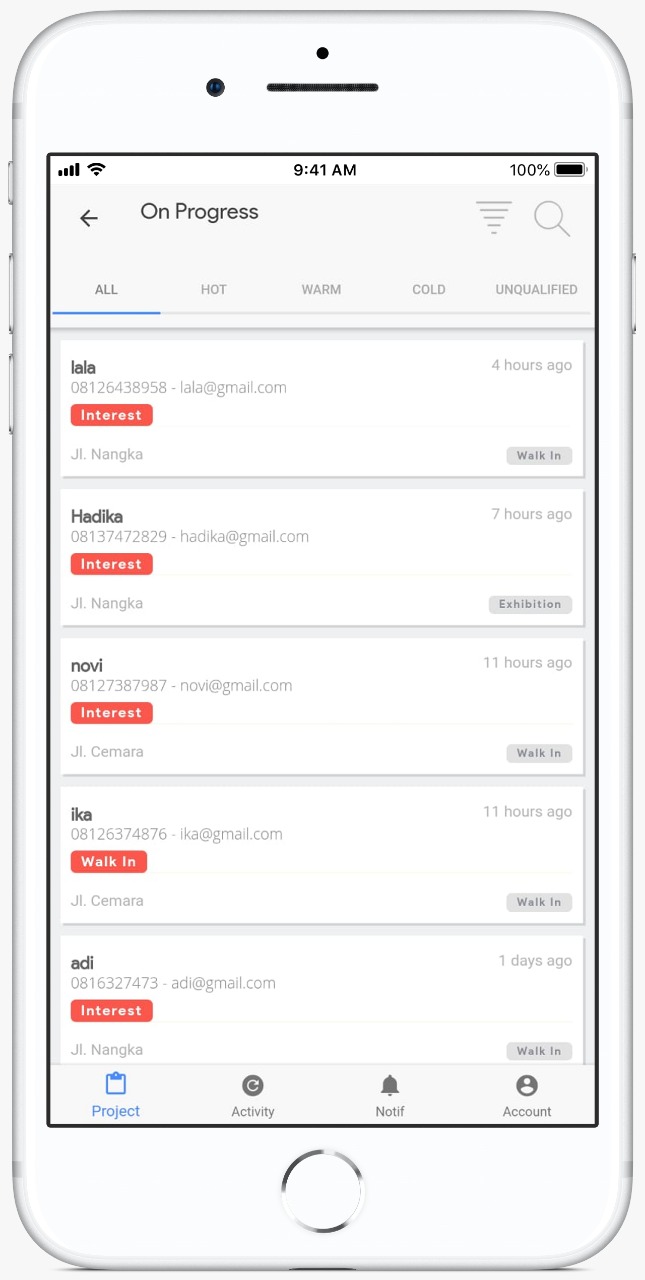 9:41 AM 100%
On Progress
ALL HOT WARM COLD UNQUALIFIED
lala 4 hours ago
08126438958 - lala@gmail.com
Interest
Jl. Nangka Walk In
Hadika 7 hours ago
08137472829 - hadika@gmail.com
Interest
Jl. Nangka Exhibition
novi 11 hours ago
08127387987 - novi@gmail.com
Interest
Jl. Cemara Walk In
ika 11 hours ago
08126374876 - ika@gmail.com
Walk In
Jl. Cemara Walk In
adi 1 days ago
0816327473 - adi@gmail.com
Interest
Jl. Nangka Walk In
Project Activity Notif Account